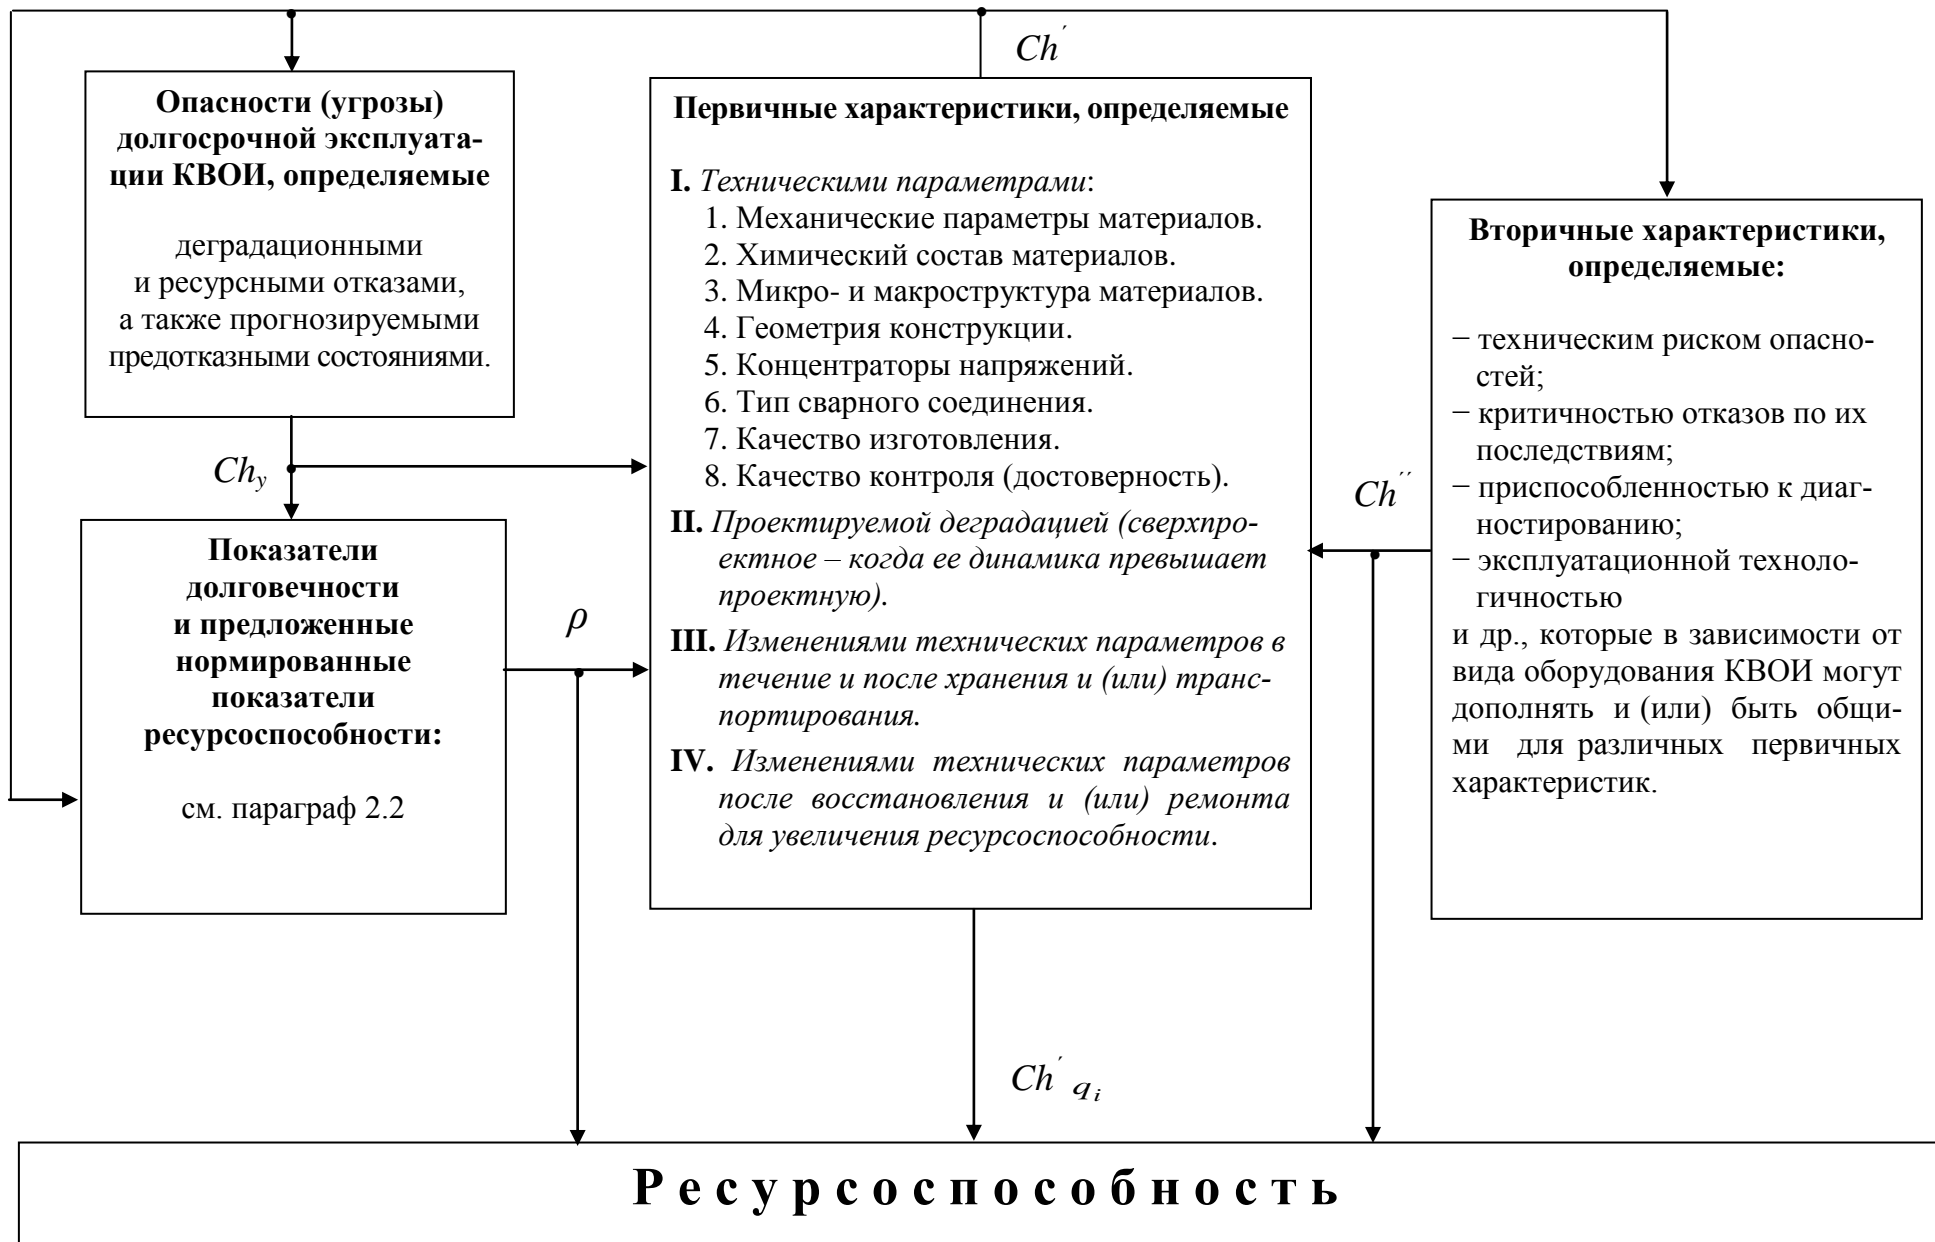 Ch′
Опасности (угрозы)
долгосрочной эксплуата-
ции КВОИ, определяемые
деградационными
и ресурсными отказами,
а также прогнозируемыми
предотказными состояниями.
Ch_y
Показатели
долговечности
и предложенные
нормированные
показатели
ресурсоспособности:
см. параграф 2.2
ρ
Первичные характеристики, определяемые
I. Техническими параметрами:
1. Механические параметры материалов.
2. Химический состав материалов.
3. Микро- и макроструктура материалов.
4. Геометрия конструкции.
5. Концентраторы напряжений.
6. Тип сварного соединения.
7. Качество изготовления.
8. Качество контроля (достоверность).
II. Проектируемой деградацией (сверхпро-
ектное – когда ее динамика превышает
проектную).
III. Изменениями технических параметров в
течение и после хранения и (или) транс-
портирования.
IV. Изменениями технических параметров
после восстановления и (или) ремонта
для увеличения ресурсоспособности.
Ch′′
Вторичные характеристики,
определяемые:
− техническим риском опасно-
стей;
− критичностью отказов по их
последствиям;
− приспособленностью к диаг-
ностированию;
− эксплуатационной техноло-
гичностью
и др., которые в зависимости от
вида оборудования КВОИ могут
дополнять и (или) быть общи-
ми для различных первичных
характеристик.
Ch′ q_i
Ресурсоспособность